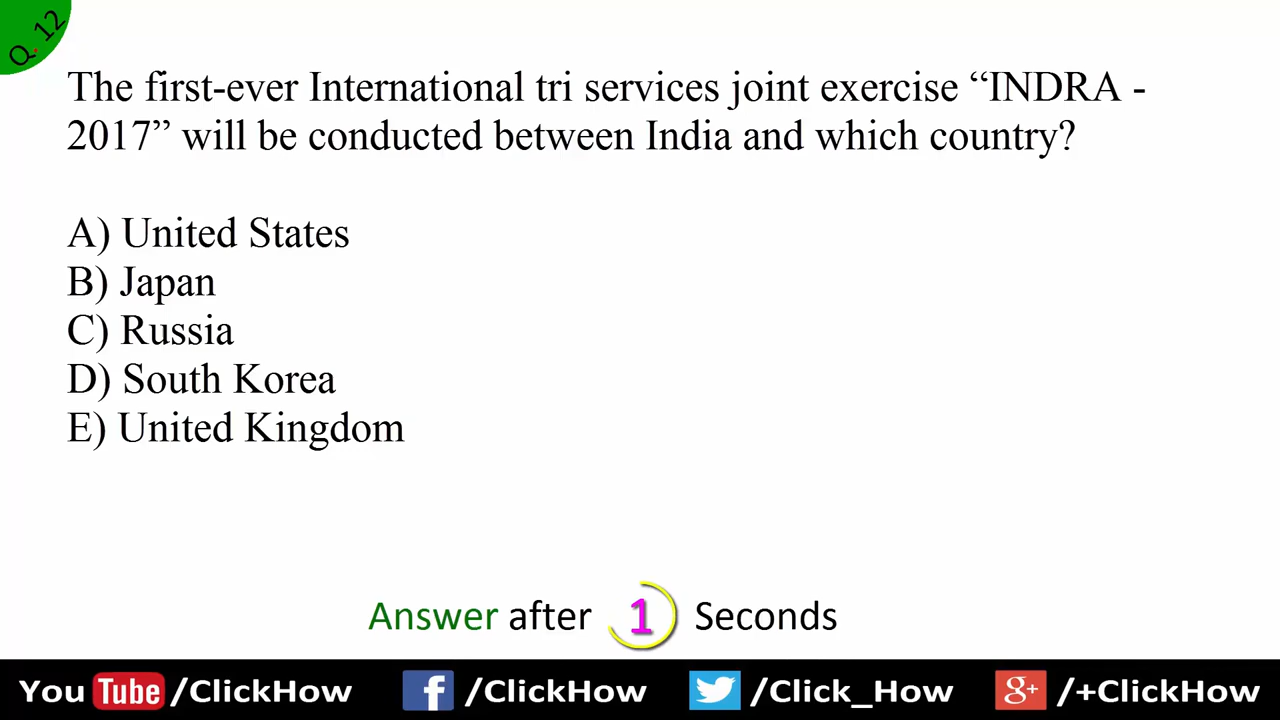 Q. 12
The first-ever International tri services joint exercise “INDRA -
2017” will be conducted between India and which country?
A) United States
B) Japan
C) Russia
D) South Korea
E) United Kingdom
Answer after 1 Seconds
You Tube /ClickHow f /ClickHow /Click_How g+ /+ClickHow